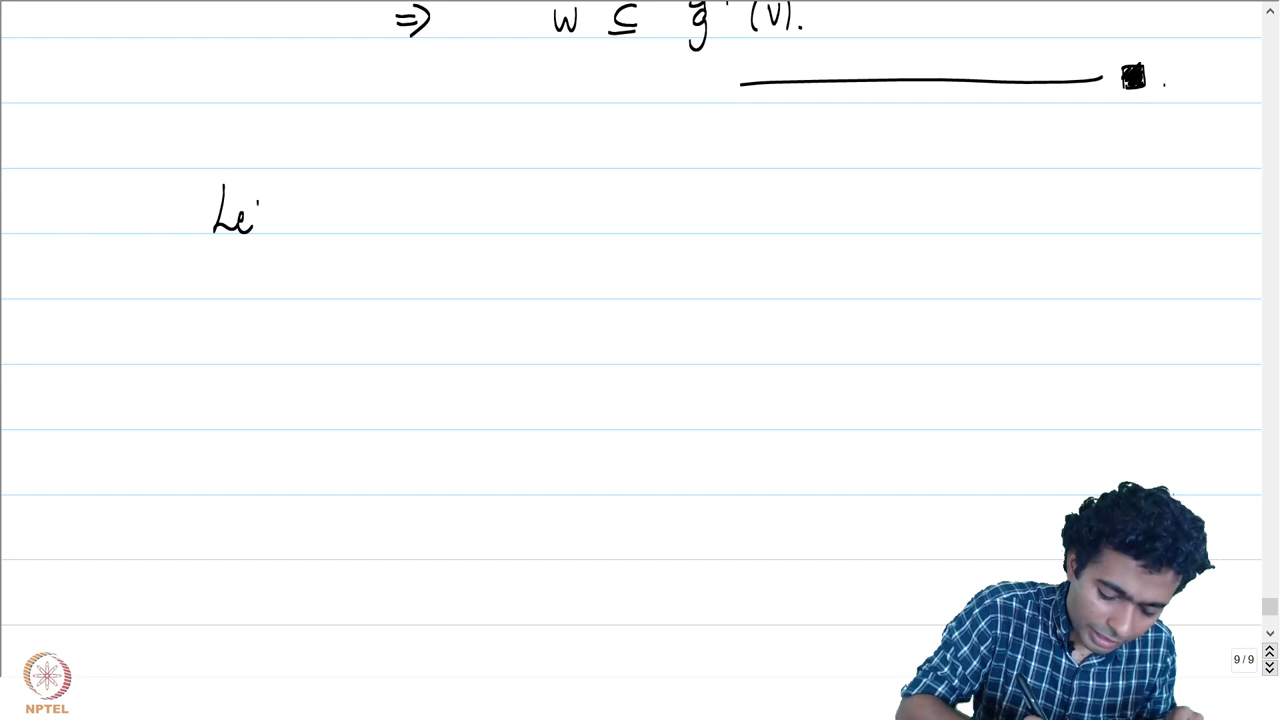 ⇒ W ⊆ g⁻¹(V).
Le
9 / 9
NPTEL